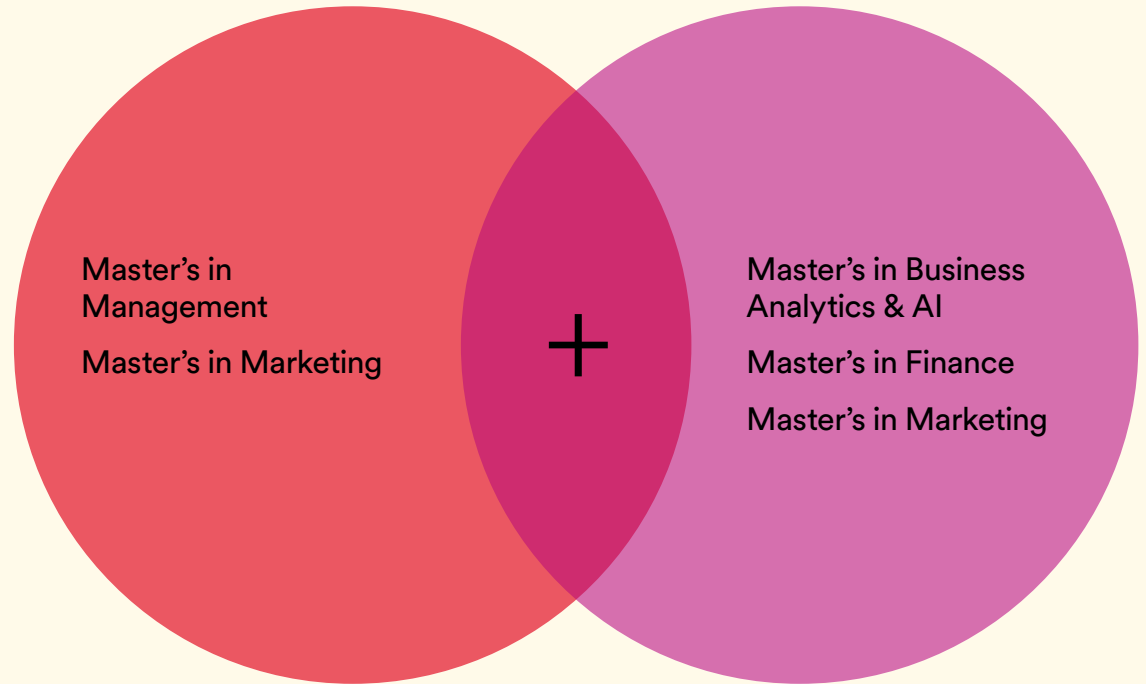 Master’s in
Management
Master’s in Marketing
+
Master’s in Business
Analytics & AI
Master’s in Finance
Master’s in Marketing